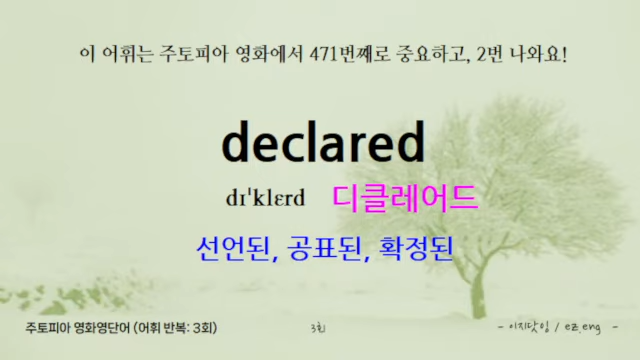 이 어휘는 주토피아 영화에서 471번째로 중요하고, 2번 나와요!
declared
dɪˈklɛrd 디클레어드
선언된, 공표된, 확정된
주토피아 영화영단어 (어휘 반복: 3회) 3회 - 이지닷잉 / ez.eng -